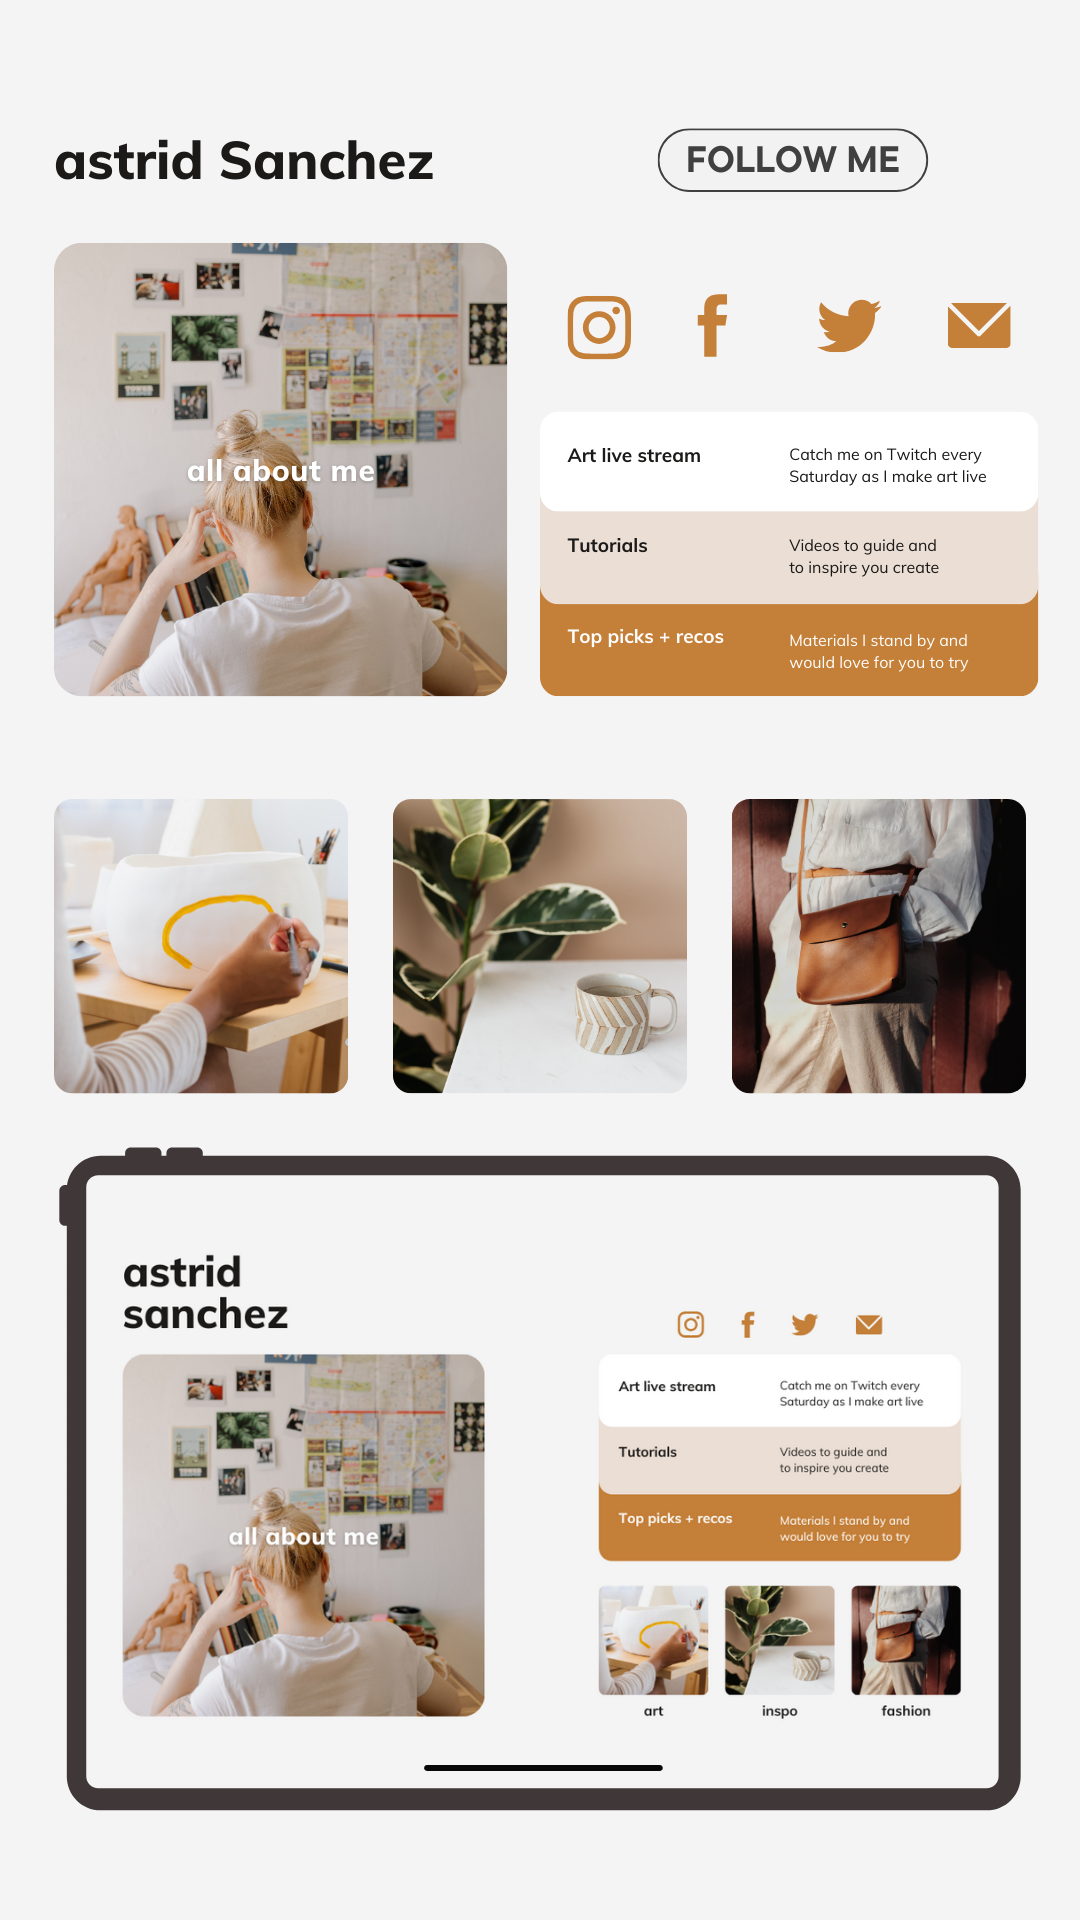 astrid Sanchez
FOLLOW ME
all about me
Art live stream
Catch me on Twitch every
Saturday as I make art live
Tutorials
Videos to guide and
to inspire you create
Top picks + recos
Materials I stand by and
would love for you to try
astrid
sanchez
all about me
Art live stream
Catch me on Twitch every
Saturday as I make art live
Tutorials
Videos to guide and
to inspire you create
Top picks + recos
Materials I stand by and
would love for you to try
art
inspo
fashion